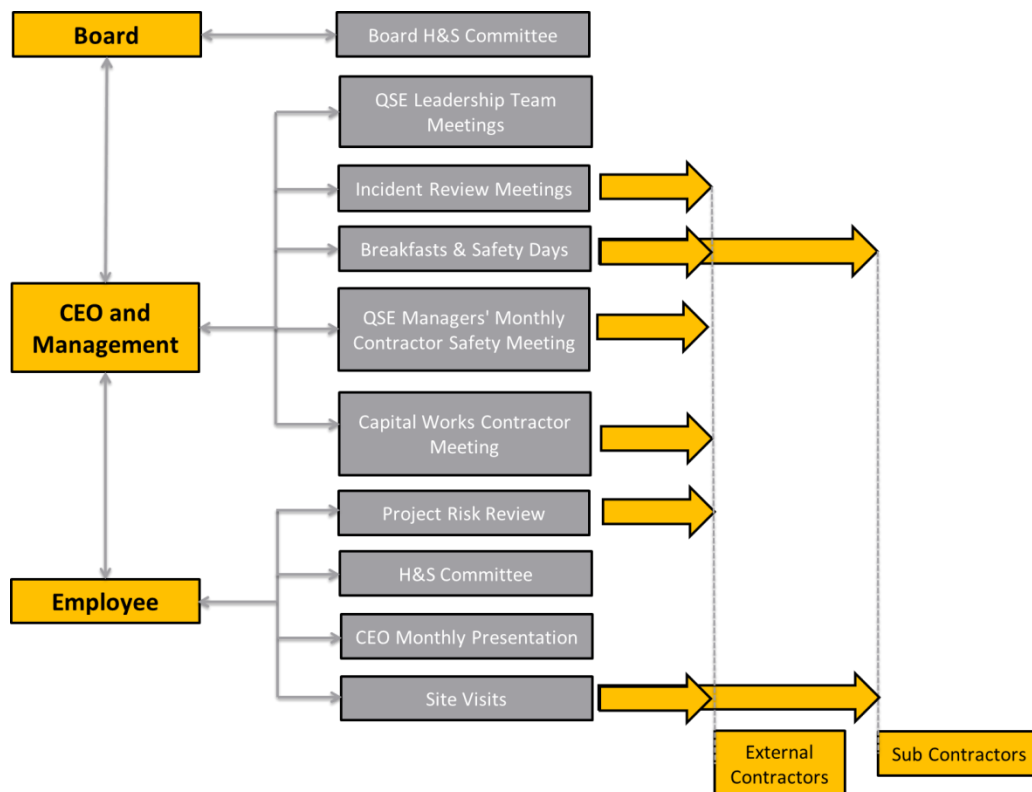 Board
Board H&S Committee
QSE Leadership Team
Meetings
Incident Review Meetings
Breakfasts & Safety Days
CEO and
Management
QSE Managers' Monthly
Contractor Safety Meeting
Capital Works Contractor
Meeting
Project Risk Review
H&S Committee
Employee
CEO Monthly Presentation
Site Visits
External
Contractors
Sub Contractors